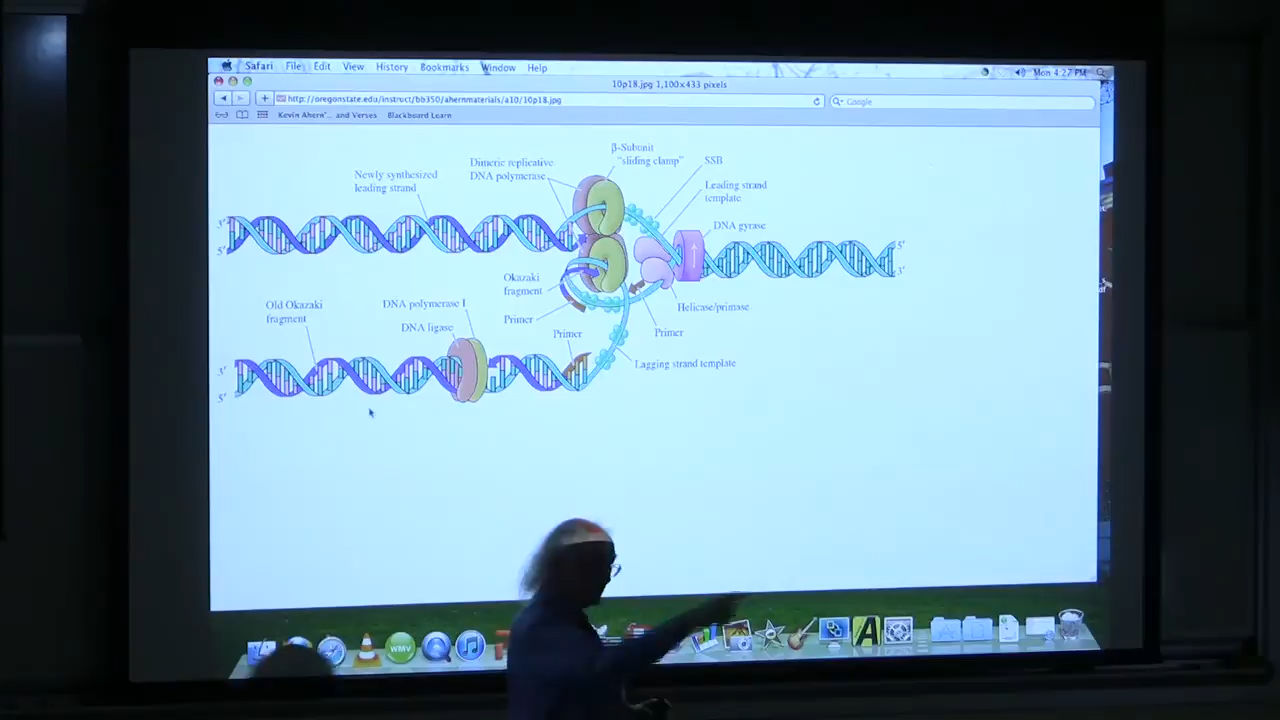 Safari File Edit View History Bookmarks Window Help
Mon 4:27 PM
10p18.jpg 1,100x433 pixels
http://oregonstate.edu/instruct/bb350/ahernmaterials/a10/10p18.jpg
Google
Kevin Ahern'... and Verses Blackboard Learn
β-Subunit
"sliding clamp"
Dimeric replicative
DNA polymerase
SSB
Newly synthesized
leading strand
Leading strand
template
DNA gyrase
3'
5'
5'
3'
Okazaki
fragment
Helicase/primase
Primer
Primer
Old Okazaki
fragment
DNA polymerase I
DNA ligase
Primer
Lagging strand template
3'
5'
WMV
A